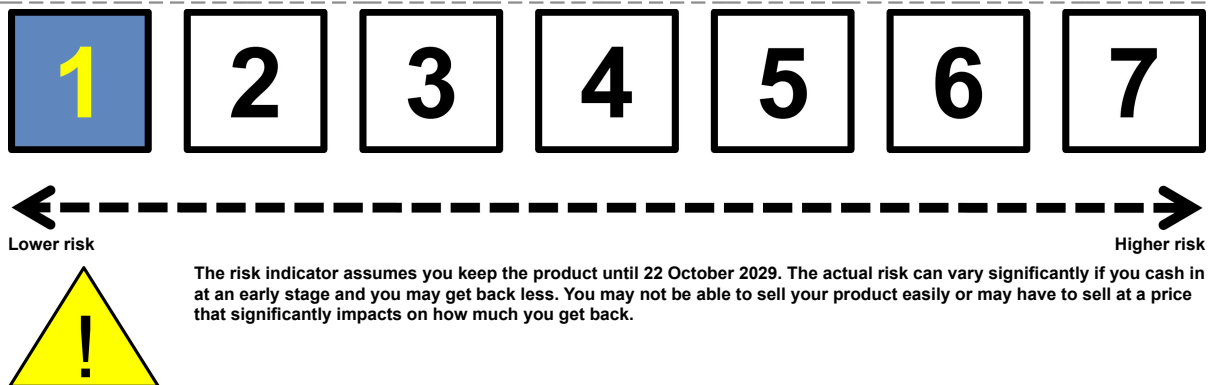 1 2 3 4 5 6 7
Lower risk Higher risk
The risk indicator assumes you keep the product until 22 October 2029. The actual risk can vary significantly if you cash in
at an early stage and you may get back less. You may not be able to sell your product easily or may have to sell at a price
that significantly impacts on how much you get back.
!